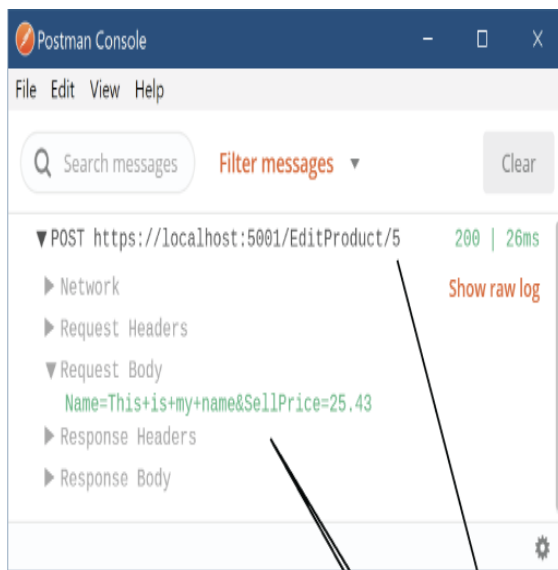 Postman Console
File Edit View Help
Search messages Filter messages Clear
POST https://localhost:5001/EditProduct/5 200 | 26ms
Network Show raw log
Request Headers
Request Body
Name=This+is+my+name&SellPrice=25.43
Response Headers
Response Body